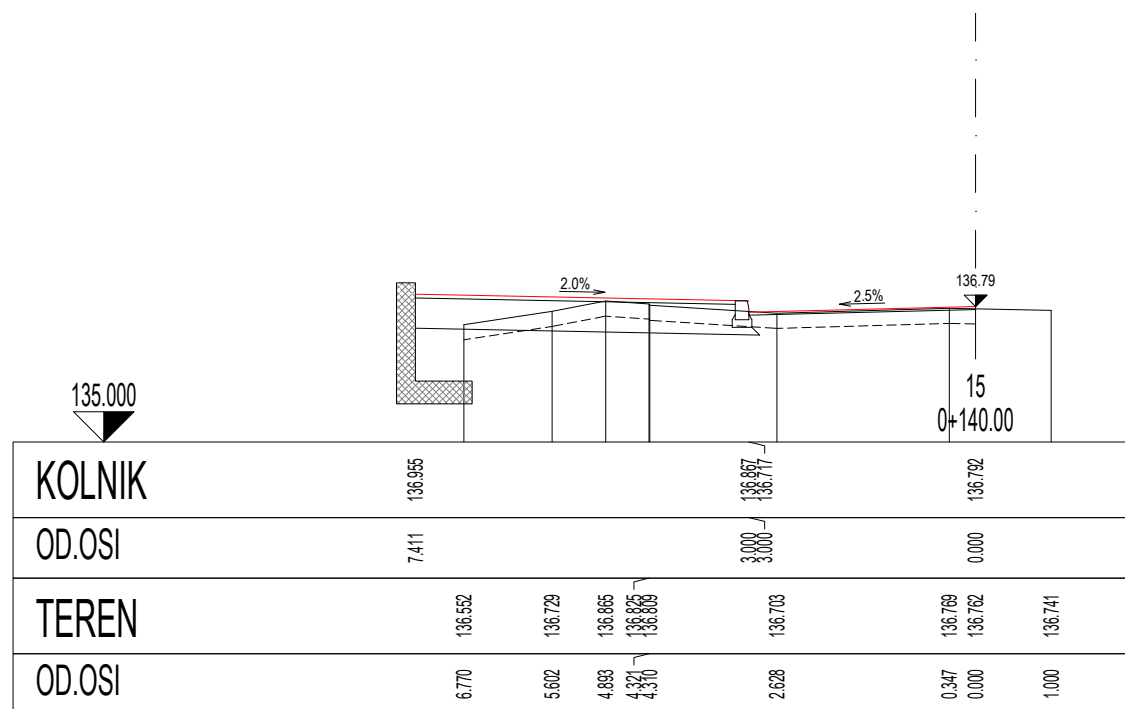 136.79
2.0%
2.5%
135.000
15
0+140.00
KOLNIK 136.955 136.867 136.717 136.792
OD.OSI 7.411 3.000 3.000 0.000
TEREN 136.552 136.729 136.865 136.825 136.809 136.703 136.769 136.762 136.741
OD.OSI 6.770 5.602 4.893 4.321 4.310 2.628 0.347 0.000 1.000